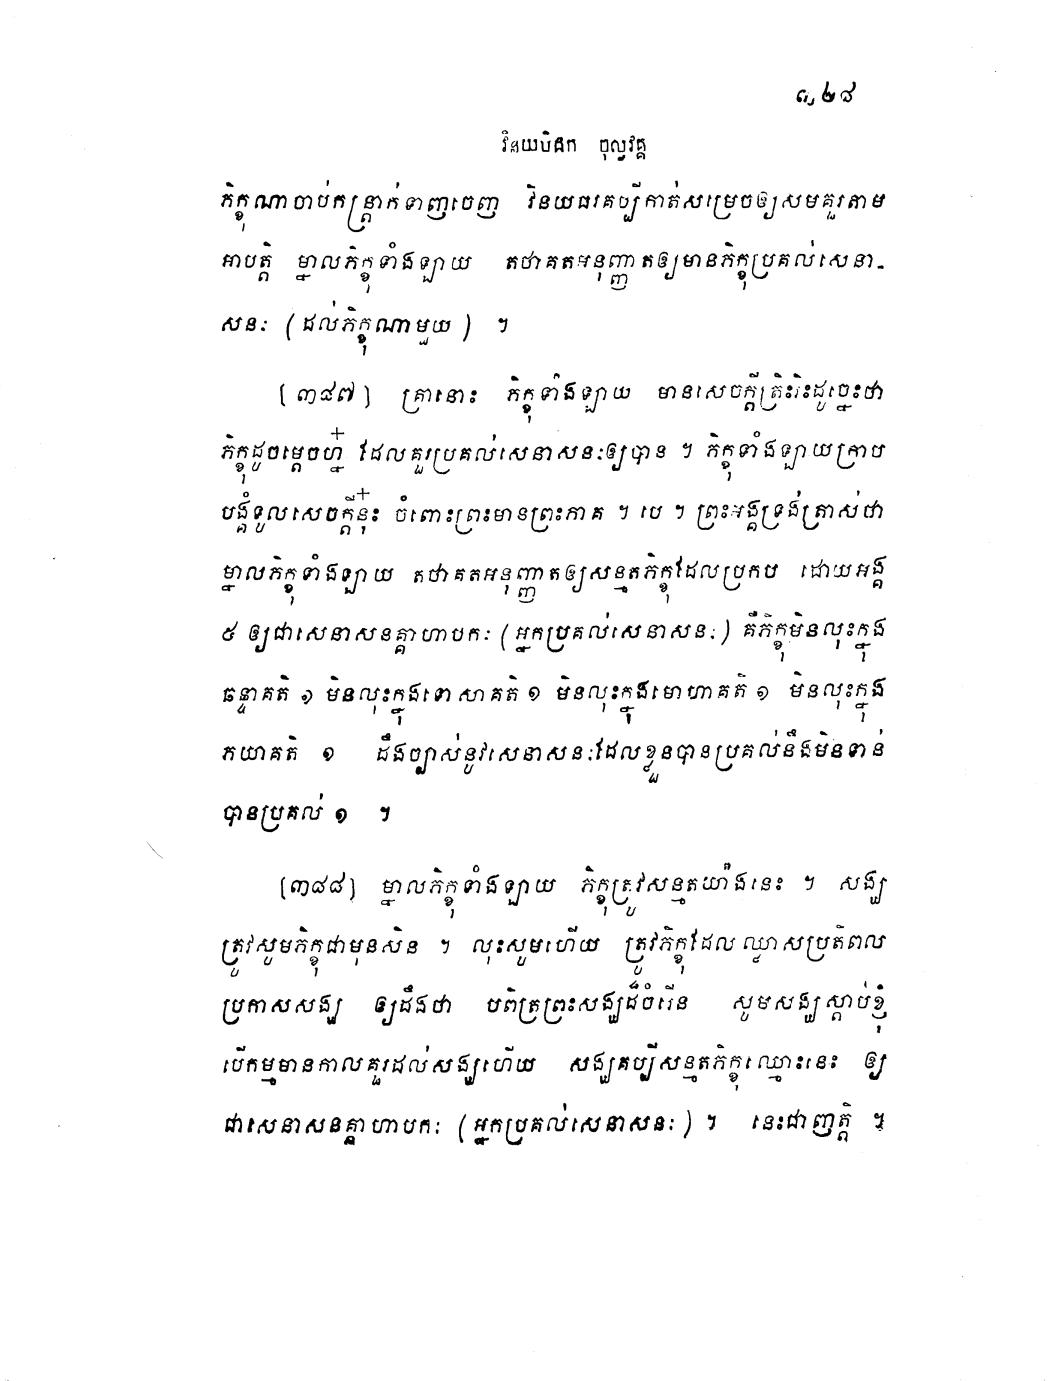 ១២៨
វិនយបិដក ចុល្លវគ្គ
ភិក្ខុណាចាប់កន្ត្រាក់ទាញចេញ វិនយធរគប្បីកាត់សម្រេចឲ្យសមគួរតាម
អាបត្តិ ម្នាលភិក្ខុទាំងឡាយ តថាគតអនុញ្ញាតឲ្យមានភិក្ខុប្រគល់សេនា-
សនៈ (ដល់ភិក្ខុណាមួយ) ។
[៣៨៧] គ្រានោះ ភិក្ខុទាំងឡាយ មានសេចក្តីត្រិះរិះដូច្នេះថា
ភិក្ខុដូចម្តេចហ្ន៎ ដែលគួរប្រគល់សេនាសនៈឲ្យបាន ។ ភិក្ខុទាំងឡាយក្រាប
បង្គំទូលសេចក្តីនុ៎ះ ចំពោះព្រះមានព្រះភាគ ។ បេ ។ ព្រះអង្គទ្រង់ត្រាស់ថា
ម្នាលភិក្ខុទាំងឡាយ តថាគតអនុញ្ញាតឲ្យសន្មតភិក្ខុដែលប្រកប ដោយអង្គ
៥ ឲ្យជាសេនាសនគ្គាហាបកៈ (អ្នកប្រគល់សេនាសនៈ) គឺភិក្ខុមិនលុះក្នុង
ឆន្ទាគតិ ១ មិនលុះក្នុងទោសាគតិ ១ មិនលុះក្នុងមោហាគតិ ១ មិនលុះក្នុង
ភយាគតិ ១ ដឹងច្បាស់នូវសេនាសនៈដែលខ្លួនបានប្រគល់នឹងមិនទាន់
បានប្រគល់ ១ ។
[៣៨៨] ម្នាលភិក្ខុទាំងឡាយ ភិក្ខុត្រូវសន្មតយ៉ាងនេះ ។ សង្ឃ
ត្រូវសូមភិក្ខុជាមុនសិន ។ លុះសូមហើយ ត្រូវភិក្ខុដែលឈ្លាសប្រតិពល
ប្រកាសសង្ឃ ឲ្យដឹងថា បពិត្រព្រះសង្ឃដ៏ចំរើន សូមសង្ឃស្តាប់ខ្ញុំ
បើកម្មមានកាលគួរដល់សង្ឃហើយ សង្ឃគប្បីសន្មតភិក្ខុឈ្មោះនេះ ឲ្យ
ជាសេនាសនគ្គាហាបកៈ (អ្នកប្រគល់សេនាសនៈ) ។ នេះជាញត្តិ ។